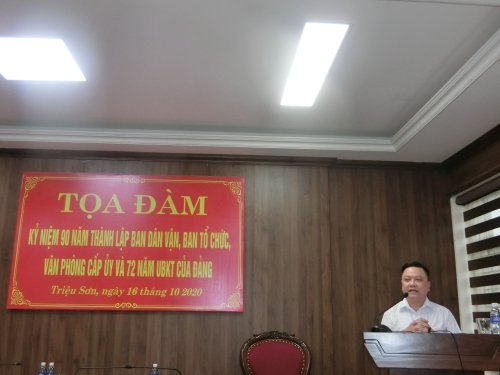 TỌA ĐÀM
KỶ NIỆM 90 NĂM THÀNH LẬP BAN DÂN VẬN, BAN TỔ CHỨC,
VĂN PHÒNG CẤP ỦY VÀ 72 NĂM UBKT CỦA ĐẢNG
Triệu Sơn, ngày 16 tháng 10 2020